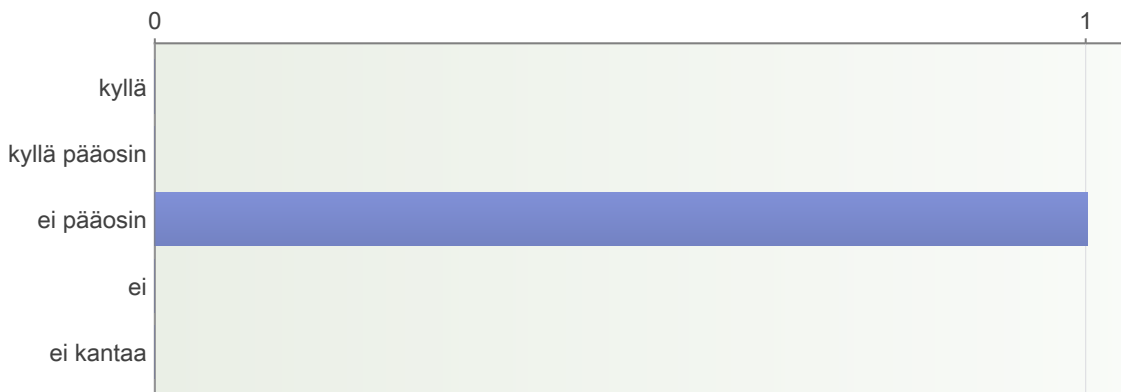 0 1
kyllä
kyllä pääosin
ei pääosin
ei
ei kantaa